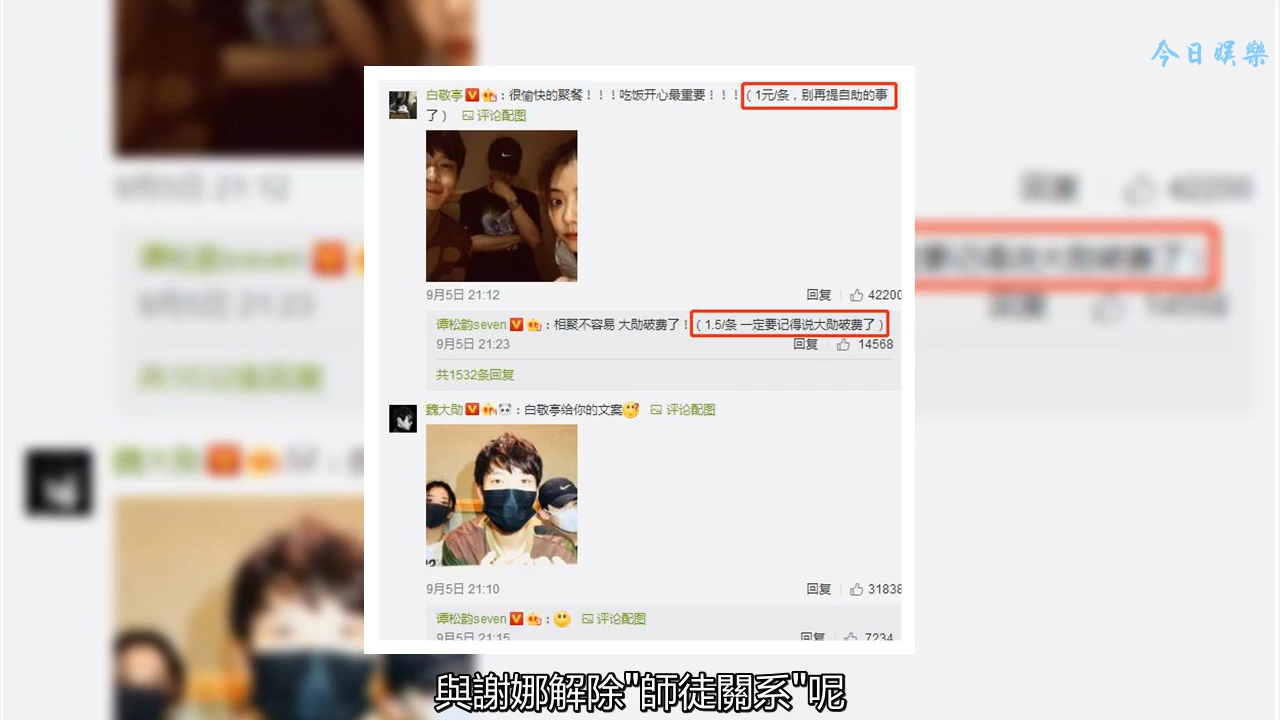 今日娱樂
白敬亭：很愉快的聚餐！！！吃饭开心最重要！！！（1元/条，别再提自助的事
了） 评论配图
9月5日 21:12 回复 42200
谭松韵seven：相聚不容易 大勋破费了！（1.5/条 一定要记得说大勋破费了）
9月5日 21:23 回复 14568
共1532条回复
魏大勋：白敬亭给你的文案 评论配图
9月5日 21:10 回复 31838
谭松韵seven： 评论配图
9月5日 21:15 回复 7234
與謝娜解除"師徒關系"呢